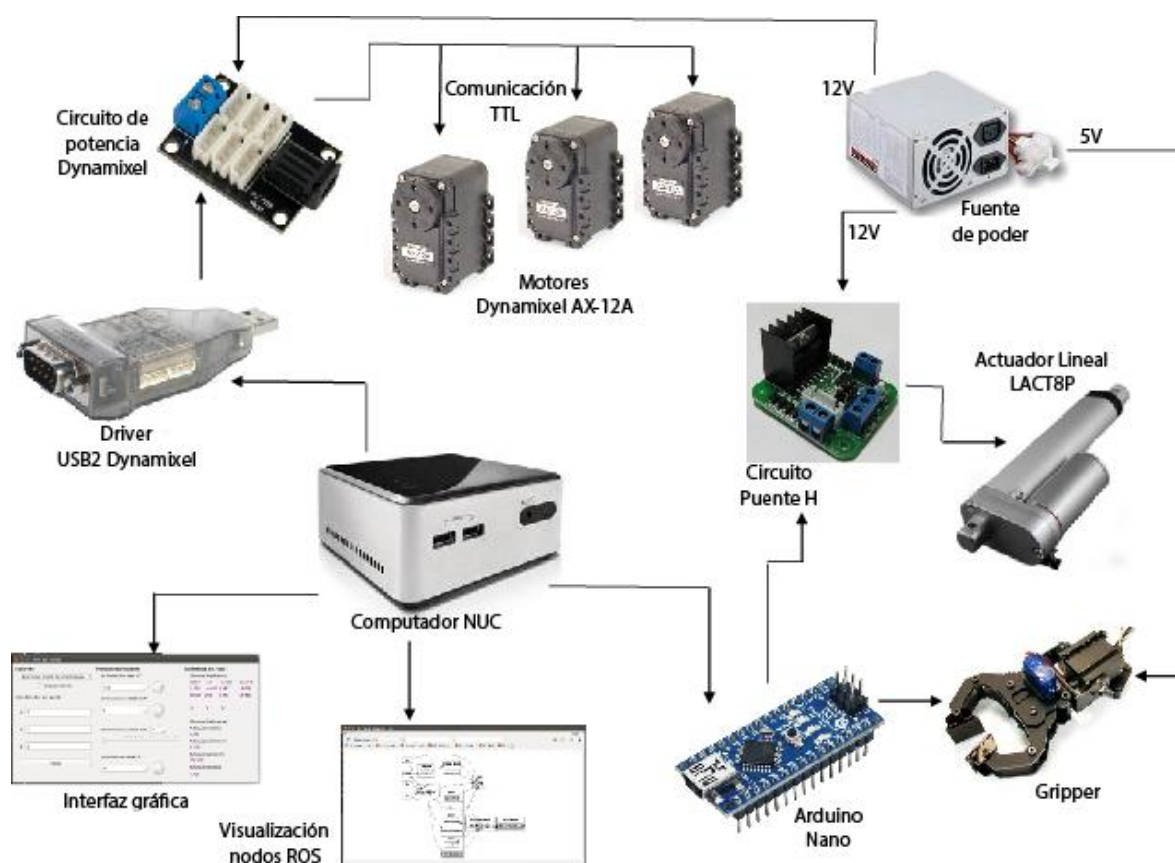 12V
Comunicación
TTL
Circuito de
potencia
Dynamixel
5V
Fuente
de poder
12V
Motores
Dynamixel AX-12A
Actuador Lineal
LACT8P
Driver
USB2 Dynamixel
Circuito
Puente H
Computador NUC
Interfaz gráfica
Visualización
nodos ROS
Arduino
Nano
Gripper